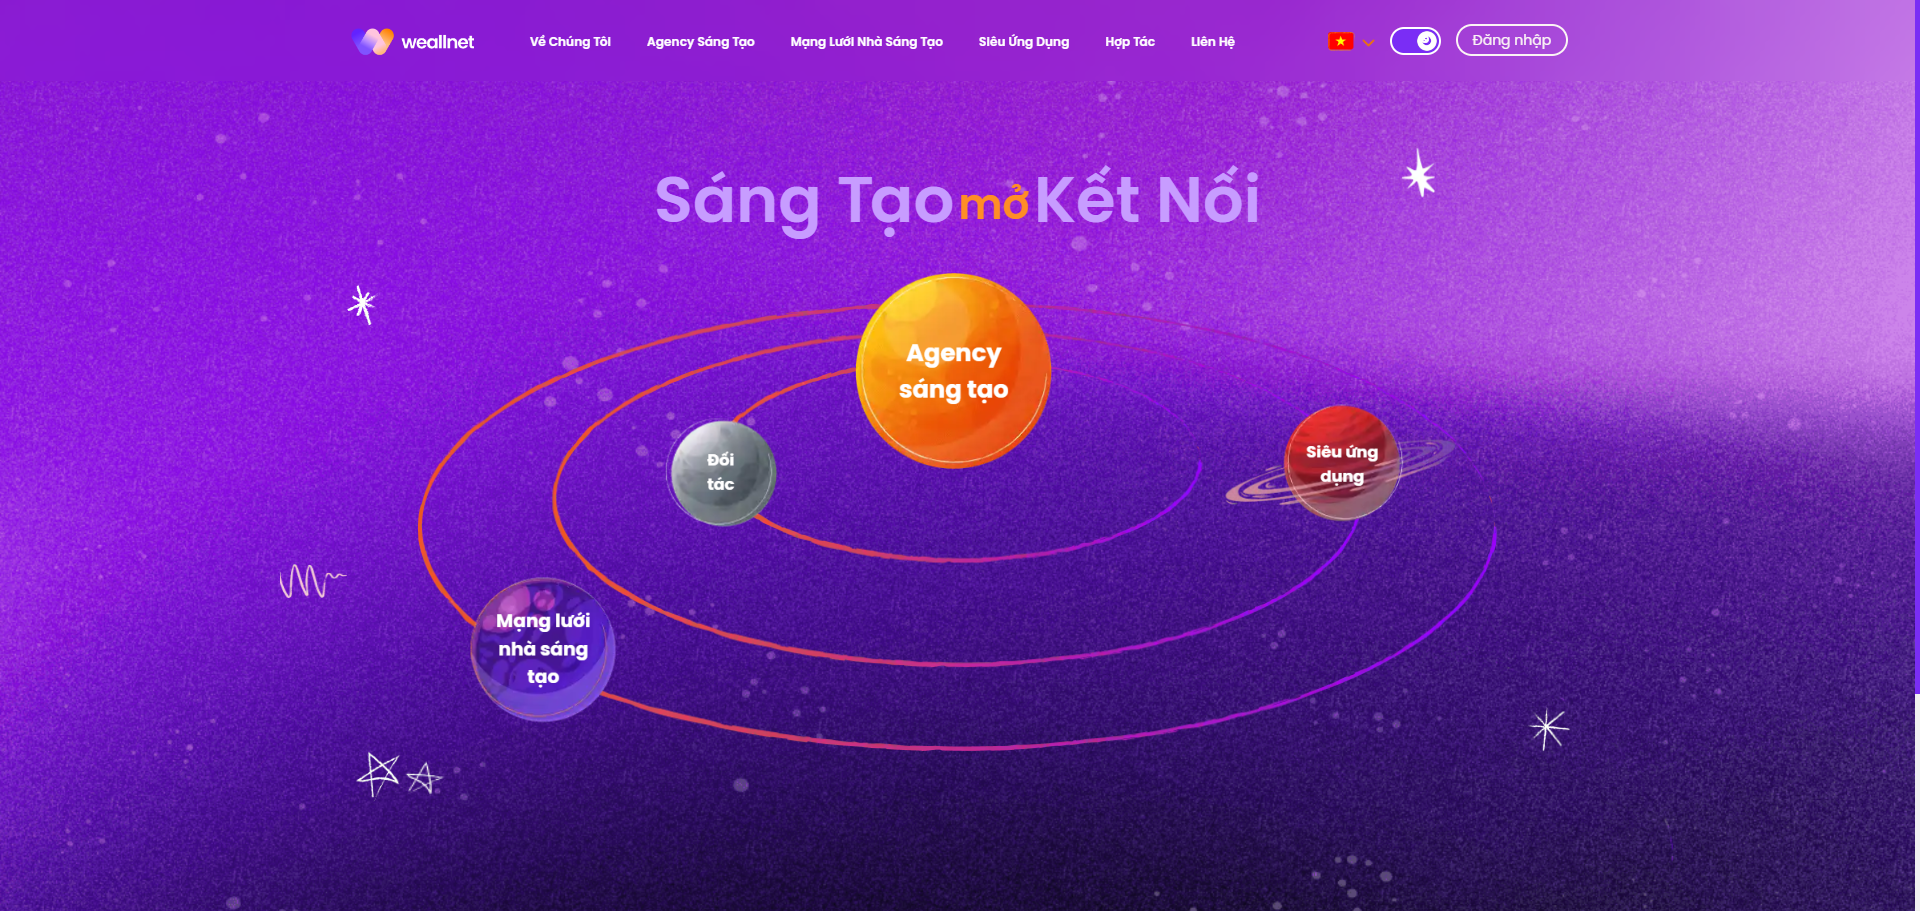 weallnet
Về Chúng Tôi
Agency Sáng Tạo
Mạng Lưới Nhà Sáng Tạo
Siêu Ứng Dụng
Hợp Tác
Liên Hệ
Đăng nhập
Sáng Tạo mở Kết Nối
Agency
sáng tạo
Đối
tác
Siêu ứng
dụng
Mạng lưới
nhà sáng
tạo